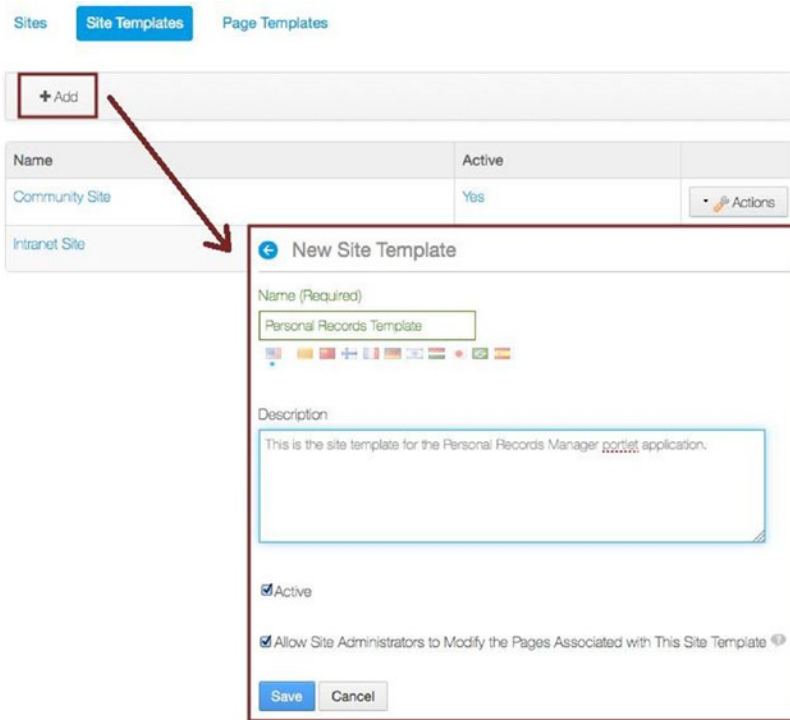 Sites Site Templates Page Templates
+ Add
Name Active
Community Site Yes Actions
Intranet Site
New Site Template
Name (Required)
Personal Records Template
Description
This is the site template for the Personal Records Manager portlet application.
Active
Allow Site Administrators to Modify the Pages Associated with This Site Template
Save Cancel